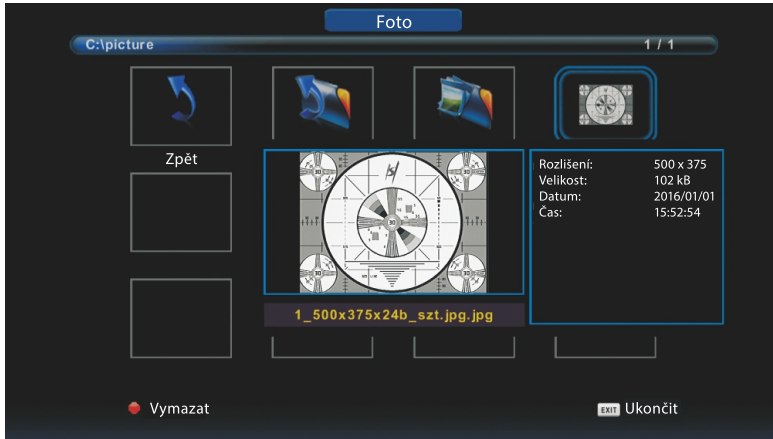 Foto
C:\picture 1 / 1
Zpět
Rozlišení: 500 x 375
Velikost: 102 kB
Datum: 2016/01/01
Čas: 15:52:54
1_500x375x24b_szt.jpg.jpg
Vymazat
EXIT Ukončit